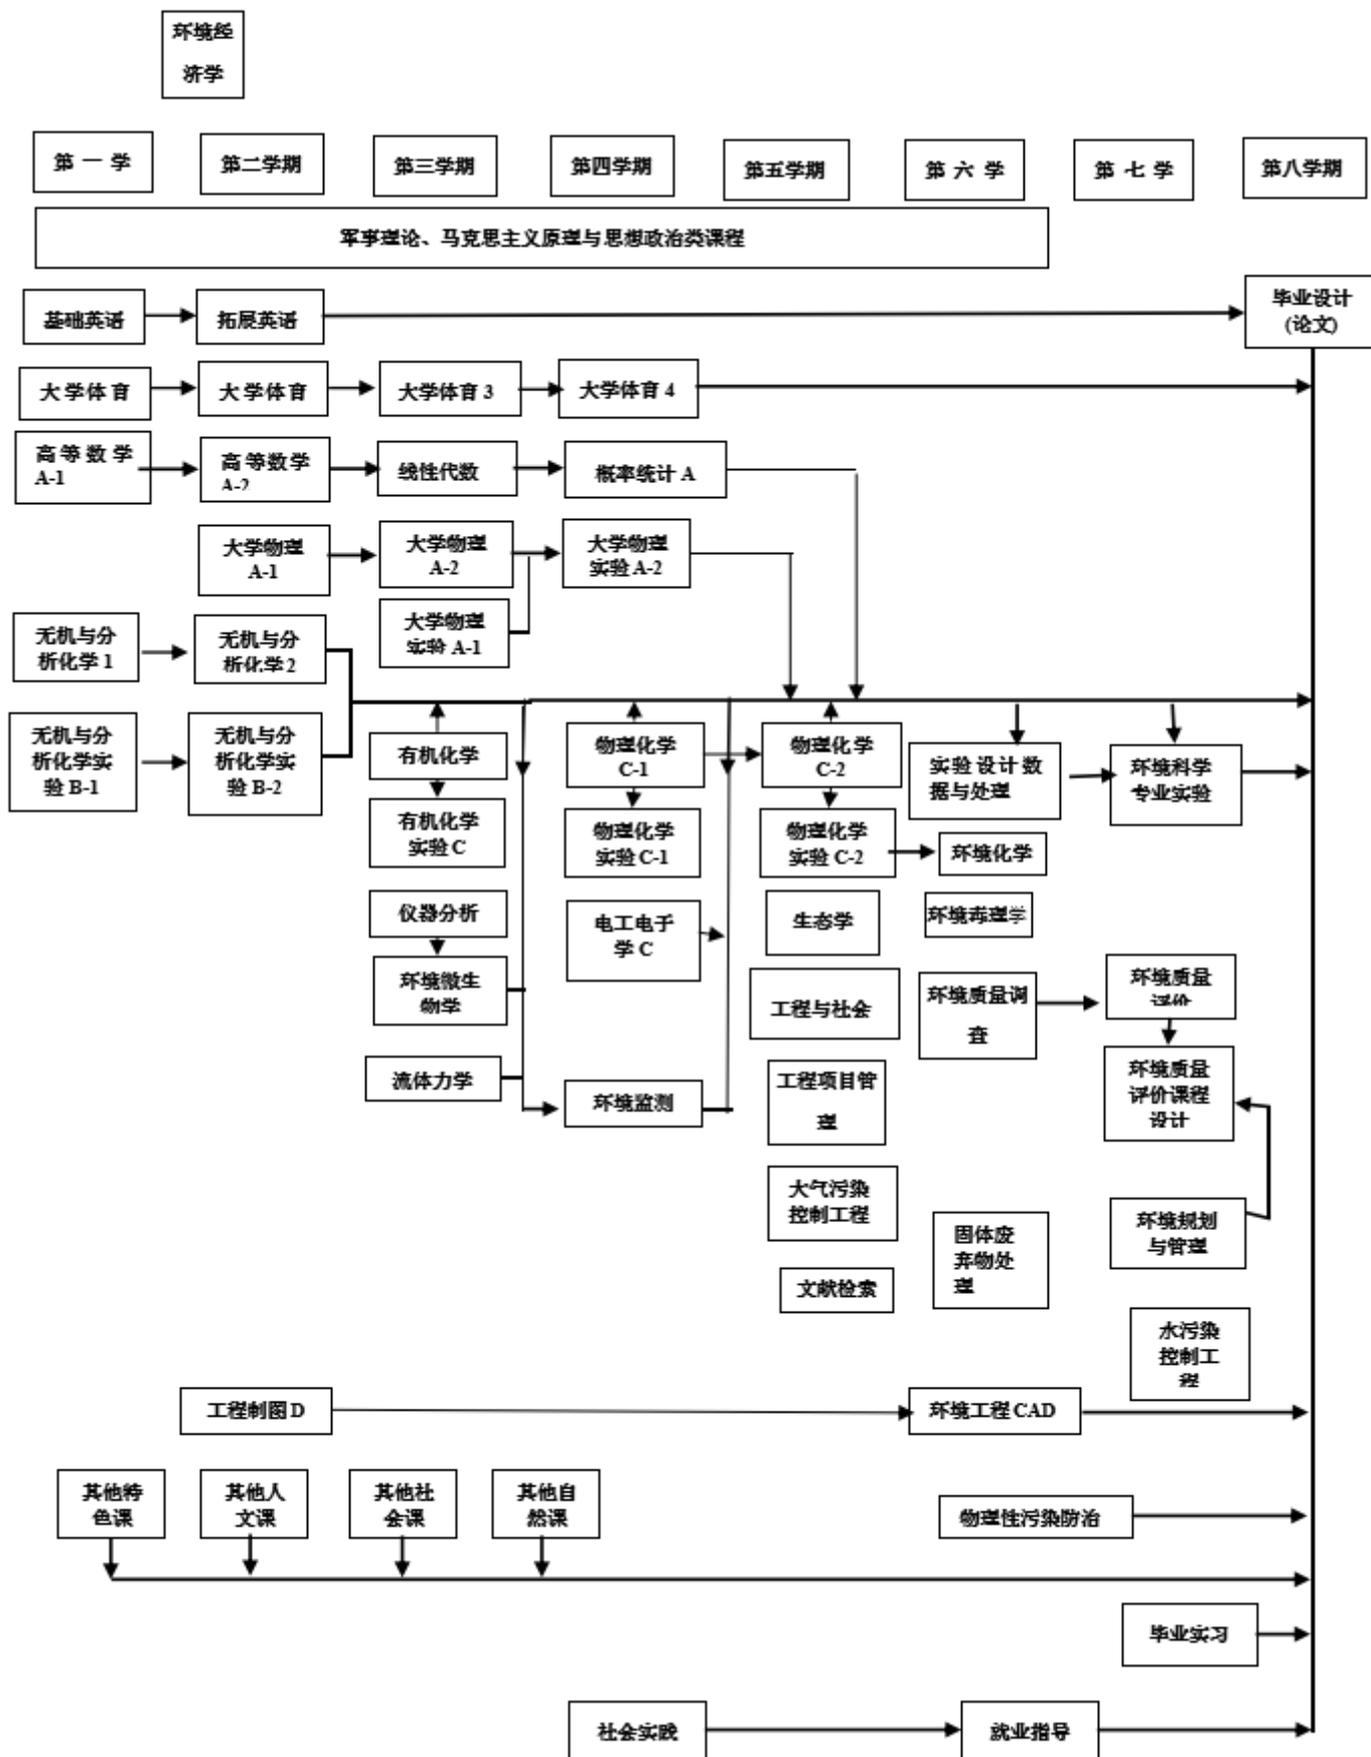 环境经
济学
第 一 学
第二学期
第三学期
第四学期
第五学期
第 六 学
第 七 学
第八学期
军事理论、马克思主义原理与思想政治类课程
基础英语
拓展英语
毕业设计
(论文)
大学体育
大学体育
大学体育 3
大学体育 4
高等数学
A-1
高等数学
A-2
线性代数
概率统计 A
大学物理
A-1
大学物理
A-2
大学物理
实验 A-2
大学物理
实验 A-1
无机与分
析化学 1
无机与分
析化学 2
无机与分
析化学实
验 B-1
无机与分
析化学实
验 B-2
有机化学
物理化学
C-1
物理化学
C-2
实验设计数
据与处理
环境科学
专业实验
有机化学
实验 C
物理化学
实验 C-1
物理化学
实验 C-2
环境化学
仪器分析
电工电子
学 C
生态学
环境毒理学
环境微生
物学
工程与社会
环境质量调
查
环境质量
评价
流体力学
环境监测
工程项目管
理
环境质量
评价课程
设计
大气污染
控制工程
固体废
弃物处
理
环境规划
与管理
文献检索
水污染
控制工
程
工程制图 D
环境工程 CAD
其他特
色课
其他人
文课
其他社
会课
其他自
然课
物理性污染防治
毕业实习
社会实践
就业指导